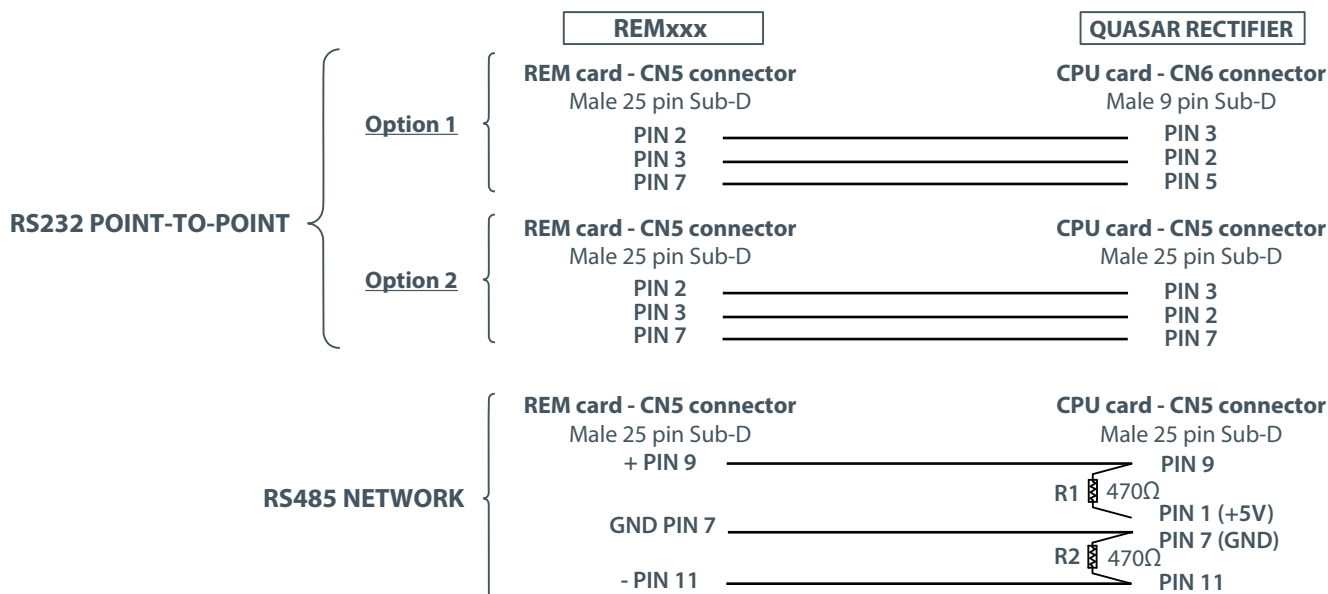 REMxxx
QUASAR RECTIFIER
RS232 POINT-TO-POINT
Option 1
REM card - CN5 connector
Male 25 pin Sub-D
PIN 2
PIN 3
PIN 7
CPU card - CN6 connector
Male 9 pin Sub-D
PIN 3
PIN 2
PIN 5
Option 2
REM card - CN5 connector
Male 25 pin Sub-D
PIN 2
PIN 3
PIN 7
CPU card - CN5 connector
Male 25 pin Sub-D
PIN 3
PIN 2
PIN 7
RS485 NETWORK
REM card - CN5 connector
Male 25 pin Sub-D
+ PIN 9
GND PIN 7
- PIN 11
CPU card - CN5 connector
Male 25 pin Sub-D
PIN 9
R1 470Ω
PIN 1 (+5V)
PIN 7 (GND)
R2 470Ω
PIN 11